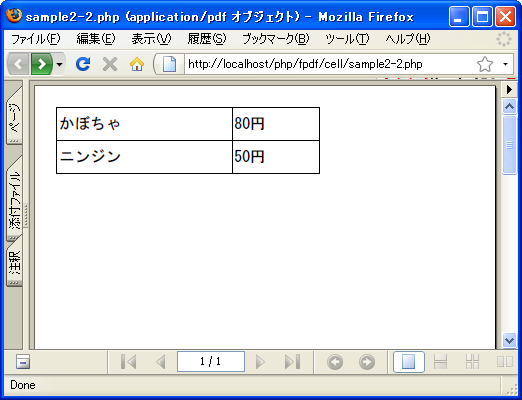 sample2-2.php (application/pdf オブジェクト) - Mozilla Firefox
ファイル(F) 編集(E) 表示(V) 履歴(S) ブックマーク(B) ツール(T) ヘルプ(H)
http://localhost/php/fpdf/cell/sample2-2.php
ページ
添付ファイル
注釈
かぼちゃ 80円
ニンジン 50円
1 / 1
Done